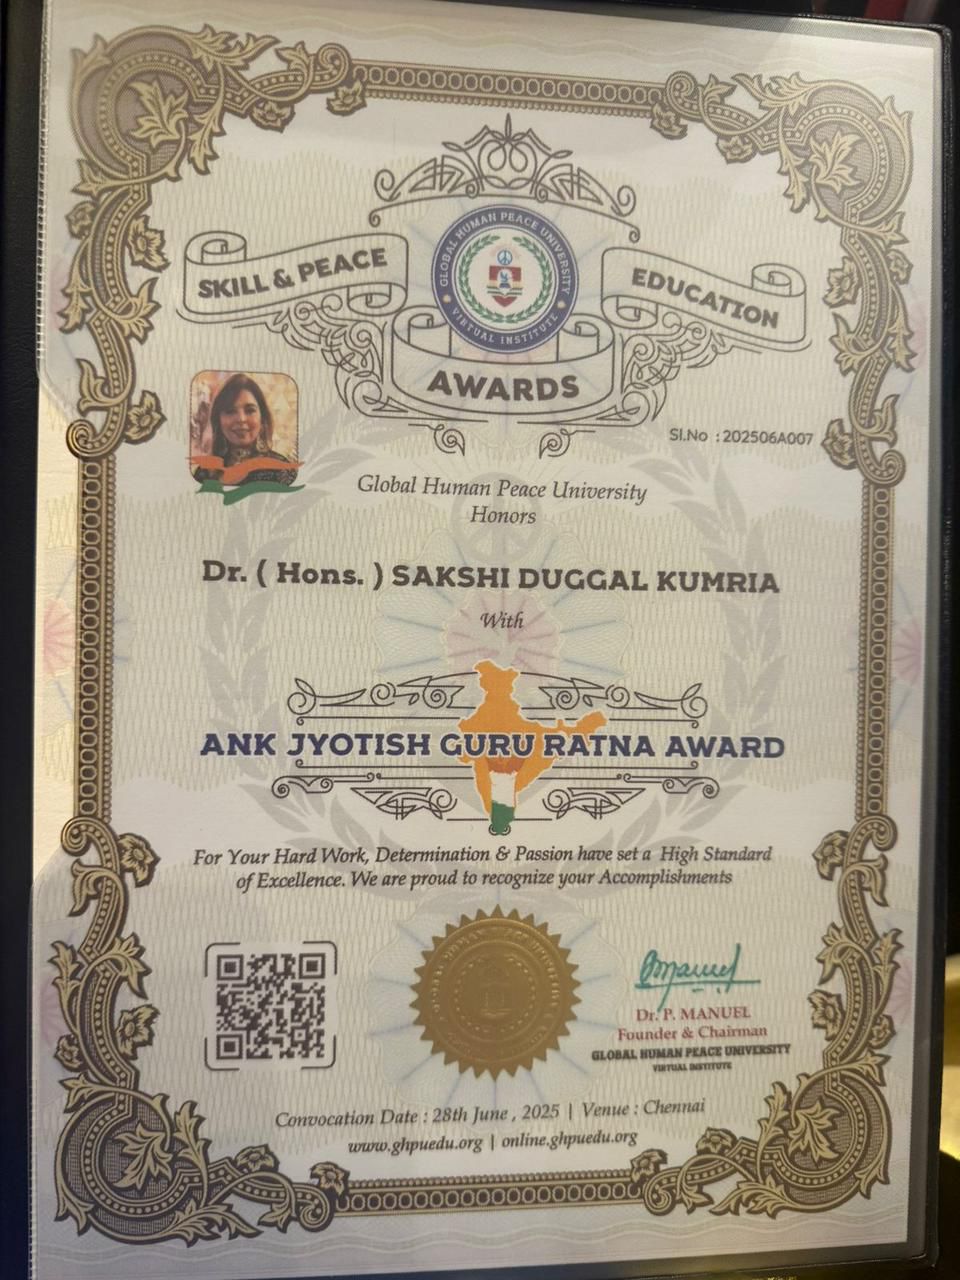 SKILL & PEACE
GLOBAL HUMAN PEACE UNIVERSITY
VIRTUAL INSTITUTE
EDUCATION
AWARDS
Sl.No : 202506A007
Global Human Peace University
Honors
Dr. ( Hons. ) SAKSHI DUGGAL KUMRIA
With
ANK JYOTISH GURU RATNA AWARD
For Your Hard Work, Determination & Passion have set a High Standard
of Excellence. We are proud to recognize your Accomplishments
Dr. P. MANUEL
Founder & Chairman
GLOBAL HUMAN PEACE UNIVERSITY
VIRTUAL INSTITUTE
Convocation Date : 28th June , 2025 | Venue : Chennai
www.ghpuedu.org | online.ghpuedu.org